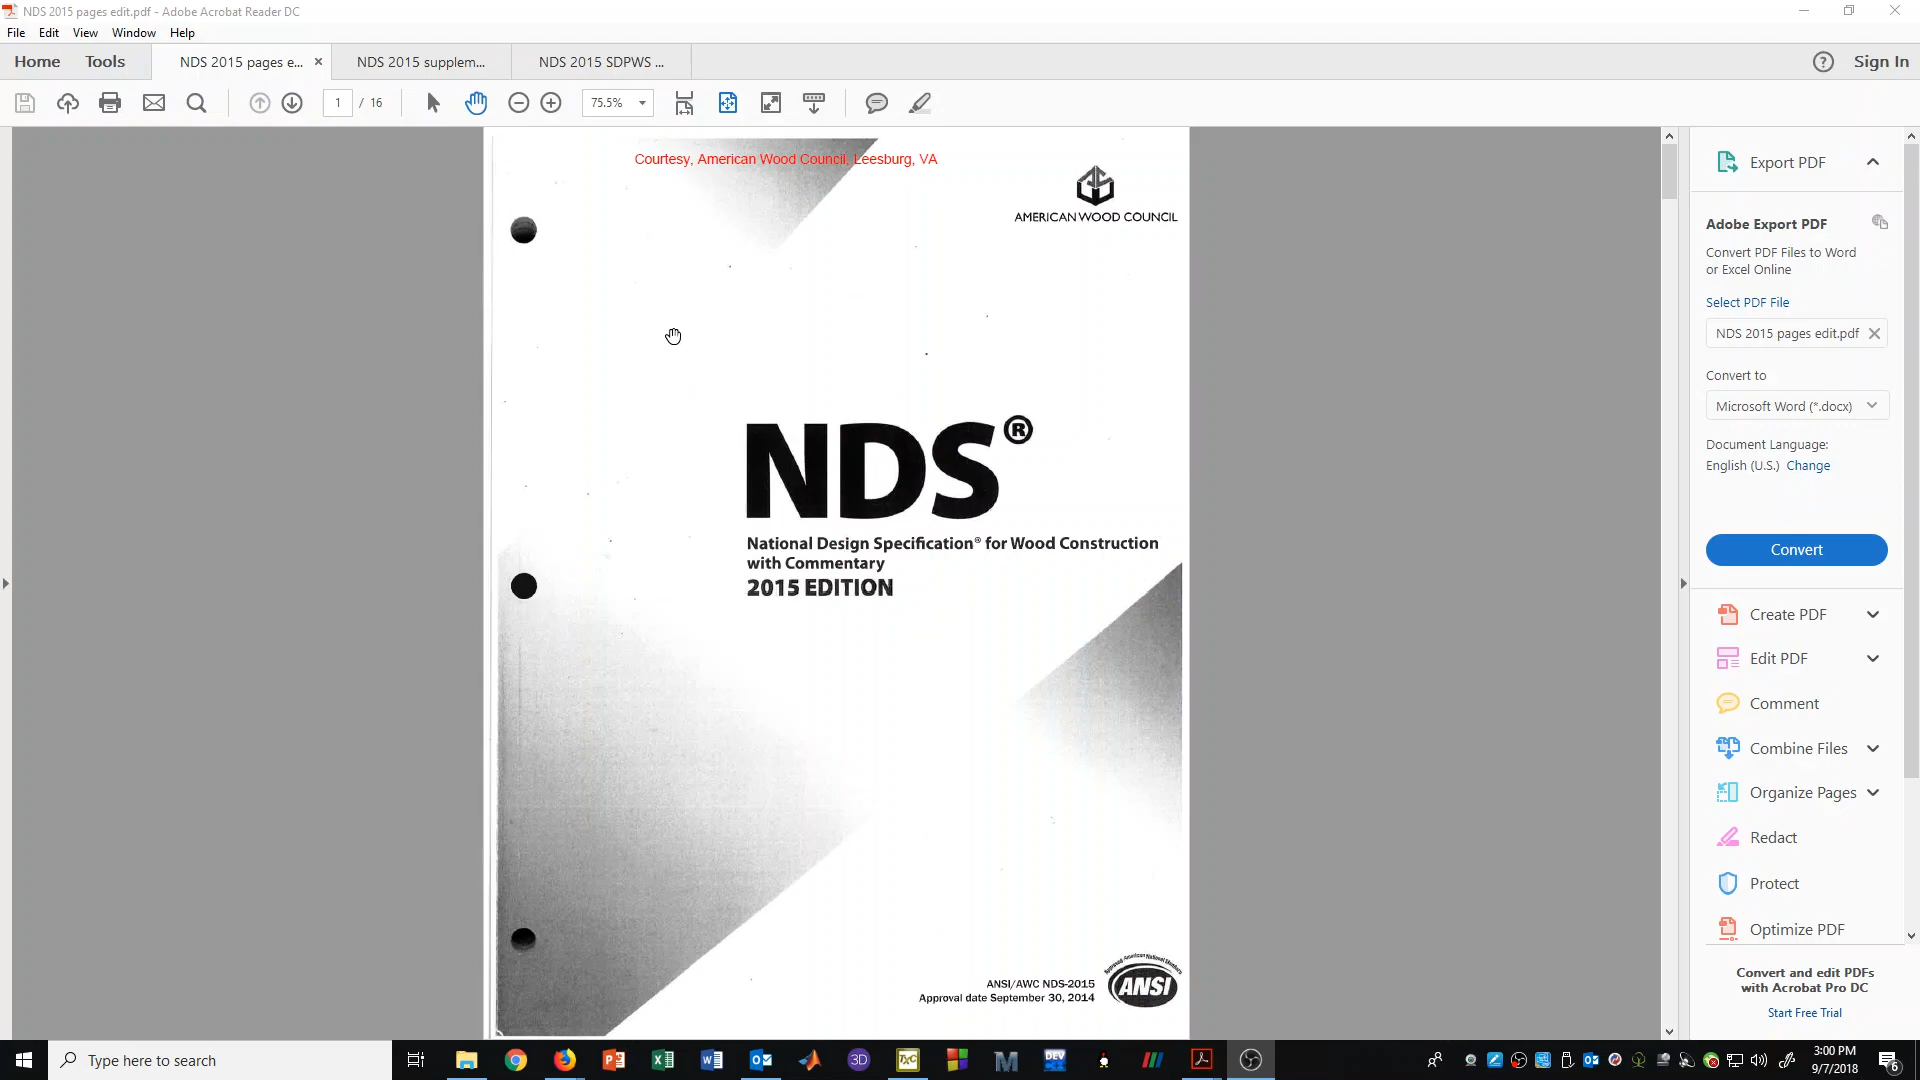 NDS 2015 pages edit.pdf - Adobe Acrobat Reader DC
File Edit View Window Help
Home Tools NDS 2015 pages e... × NDS 2015 supplem... NDS 2015 SDPWS ... Sign In
1 / 16 75.5%
Courtesy, American Wood Council, Leesburg, VA
AMERICAN WOOD COUNCIL
NDS®
National Design Specification® for Wood Construction
with Commentary
2015 EDITION
ANSI/AWC NDS-2015
Approval date September 30, 2014
ANSI
Export PDF
Adobe Export PDF
Convert PDF Files to Word
or Excel Online
Select PDF File
NDS 2015 pages edit.pdf
Convert to
Microsoft Word (*.docx)
Document Language:
English (U.S.) Change
Convert
Create PDF
Edit PDF
Comment
Combine Files
Organize Pages
Redact
Protect
Optimize PDF
Convert and edit PDFs
with Acrobat Pro DC
Start Free Trial
Type here to search
3:00 PM
9/7/2018